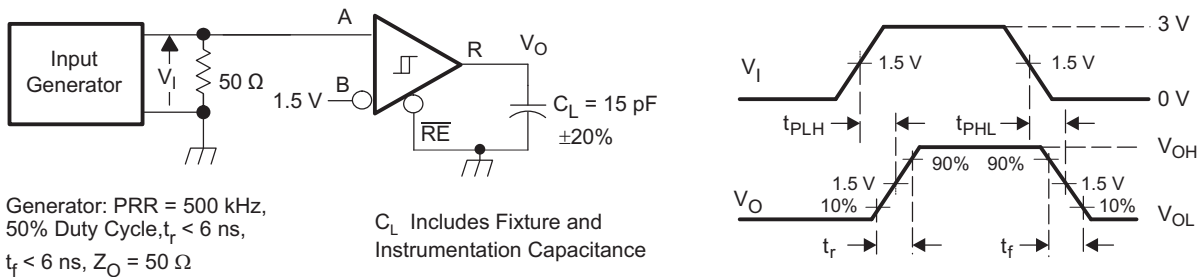 Input
Generator
V_I
50 Ω
A
B
1.5 V
R
RE
V_O
C_L = 15 pF
±20%
Generator: PRR = 500 kHz,
50% Duty Cycle,t_r < 6 ns,
t_f < 6 ns, Z_O = 50 Ω
C_L Includes Fixture and
Instrumentation Capacitance
V_I
1.5 V
1.5 V
3 V
0 V
t_PLH
t_PHL
V_O
1.5 V
10%
90%
90%
1.5 V
10%
V_OH
V_OL
t_r
t_f